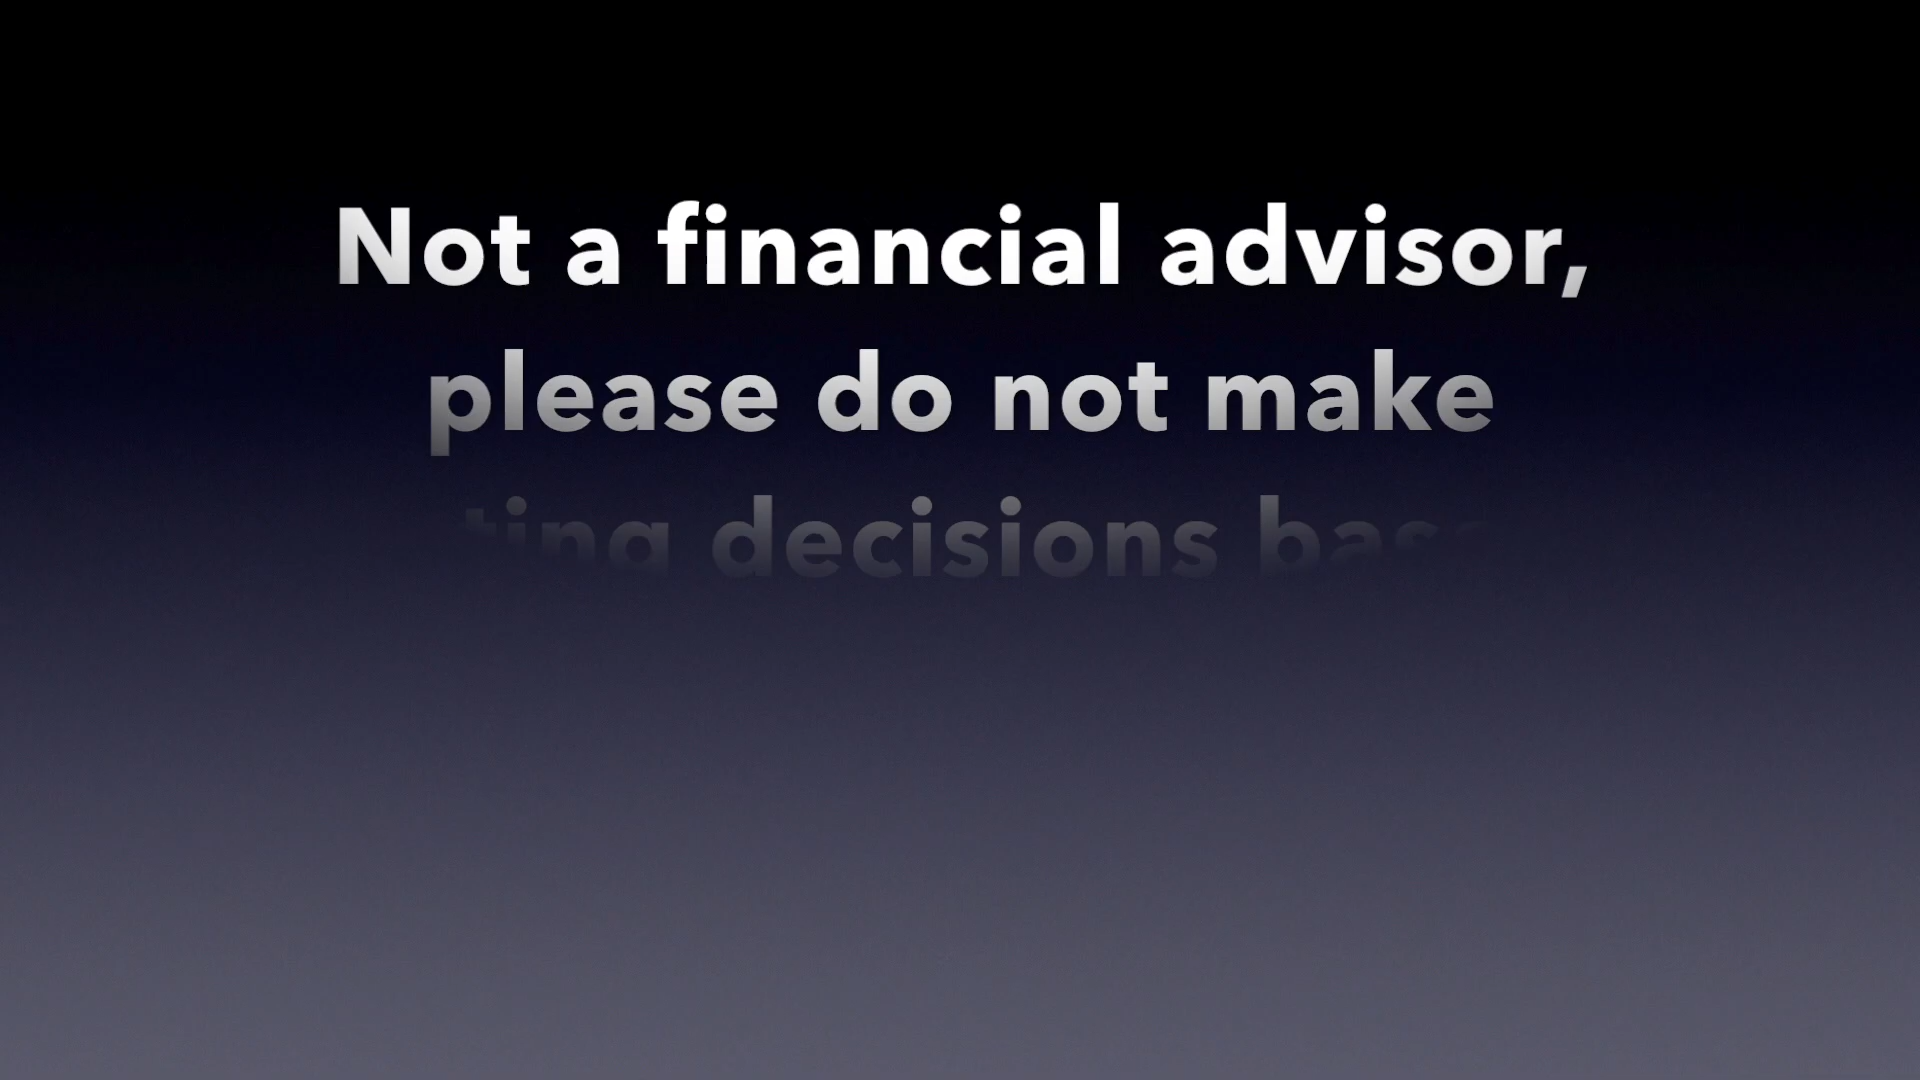 Not a financial advisor,
please do not make
decisions